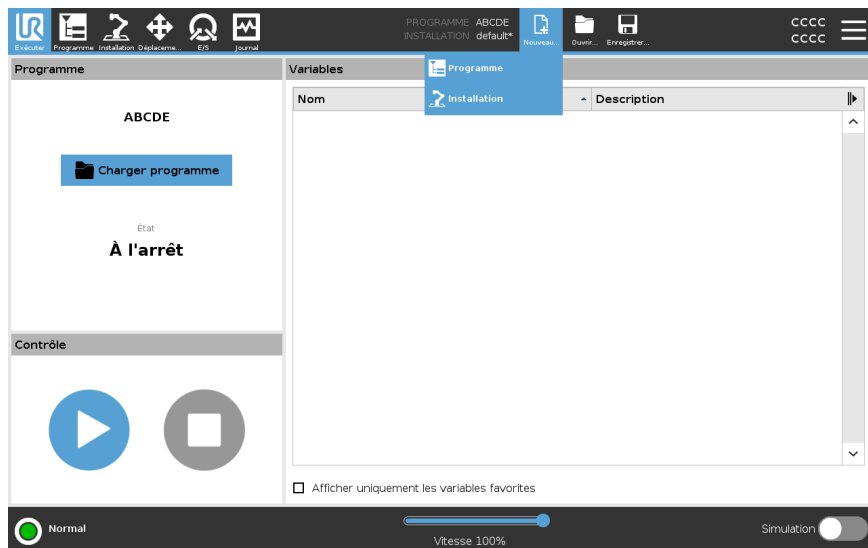 UR
Exécuter
Programme
Installation
Déplaceme...
E/S
Journal
PROGRAMME ABCDE
INSTALLATION default*
Nouveau...
Ouvrir...
Enregistrer...
CCCC
CCCC
Programme
Installation
Programme
ABCDE
Charger programme
État
À l'arrêt
Contrôle
Variables
Nom
Description
Afficher uniquement les variables favorites
Normal
Vitesse 100%
Simulation